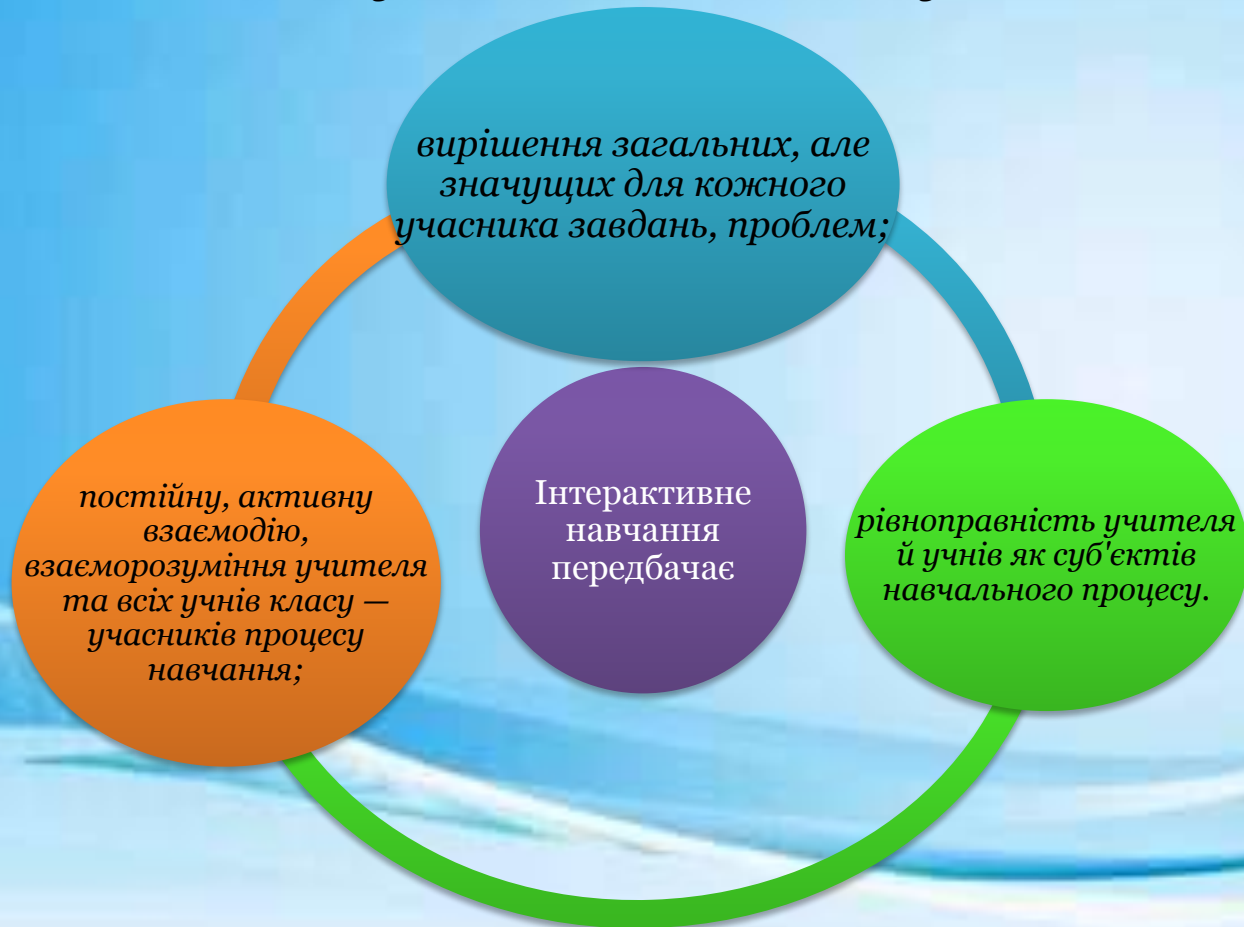 вирішення загальних, але
значущих для кожного
учасника завдань, проблем;
Інтерактивне
навчання
передбачає
рівноправність учителя
й учнів як суб'єктів
навчального процесу.
постійну, активну
взаємодію,
взаєморозуміння учителя
та всіх учнів класу —
учасників процесу
навчання;